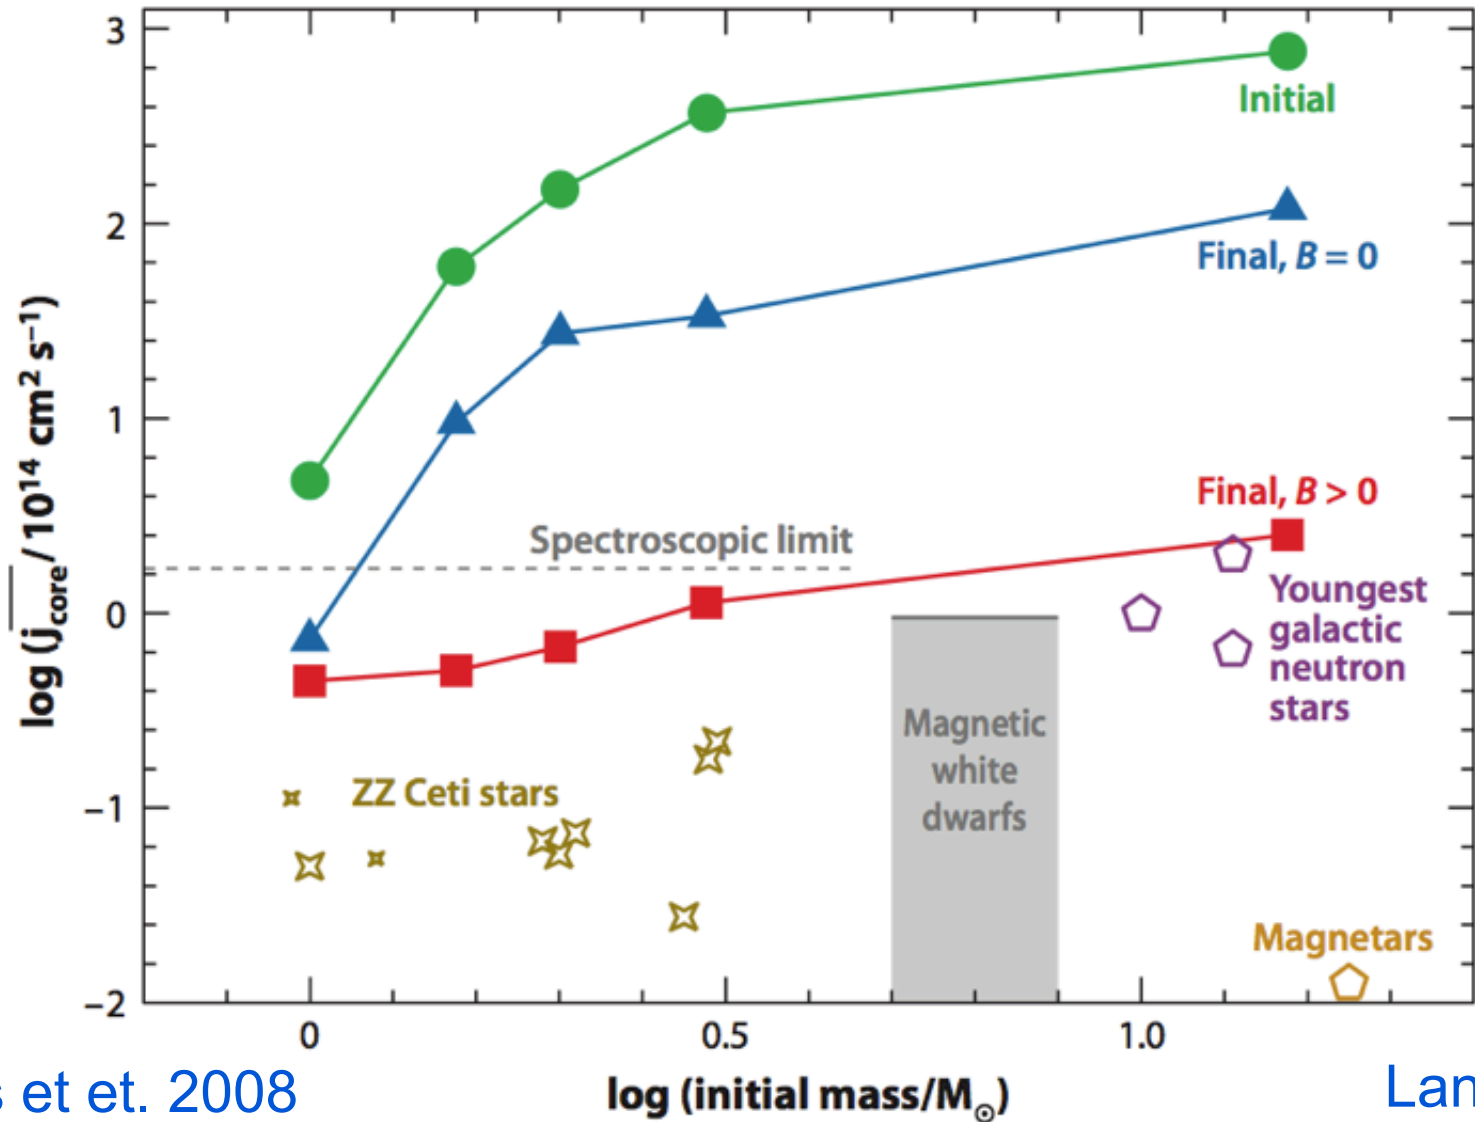 3
2
1
0
−1
−2
log (j̅core/10¹⁴ cm² s⁻¹)
Initial
Final, B = 0
Final, B > 0
Spectroscopic limit
Youngest
galactic
neutron
stars
Magnetic
white
dwarfs
ZZ Ceti stars
Magnetars
0
0.5
1.0
log (initial mass/M☉)
et et. 2008